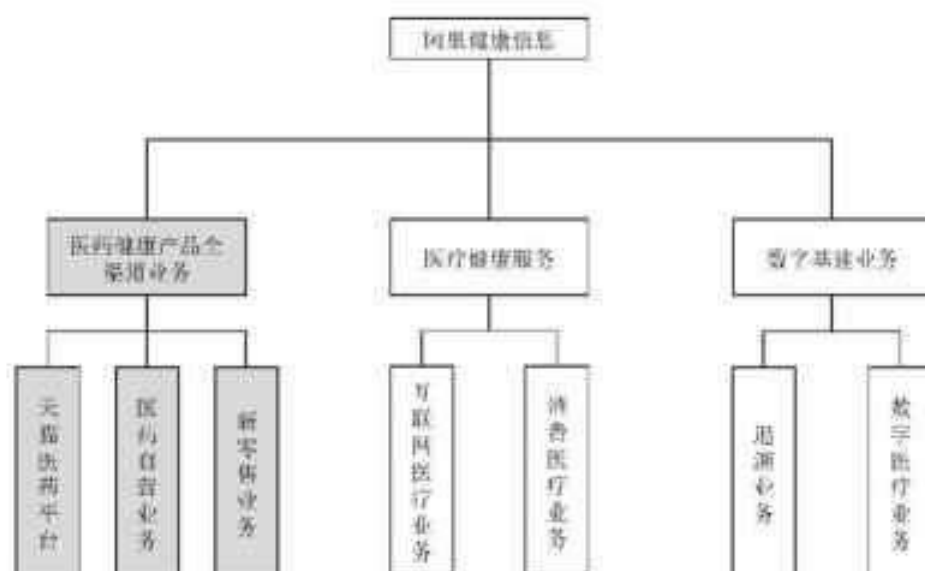 阿里健康信息
医药健康产品全
渠道业务
医疗健康服务
数字基建业务
天猫医药平台
医药自营业务
新零售业务
互联网医疗业务
消费医疗业务
追溯业务
数字医疗业务